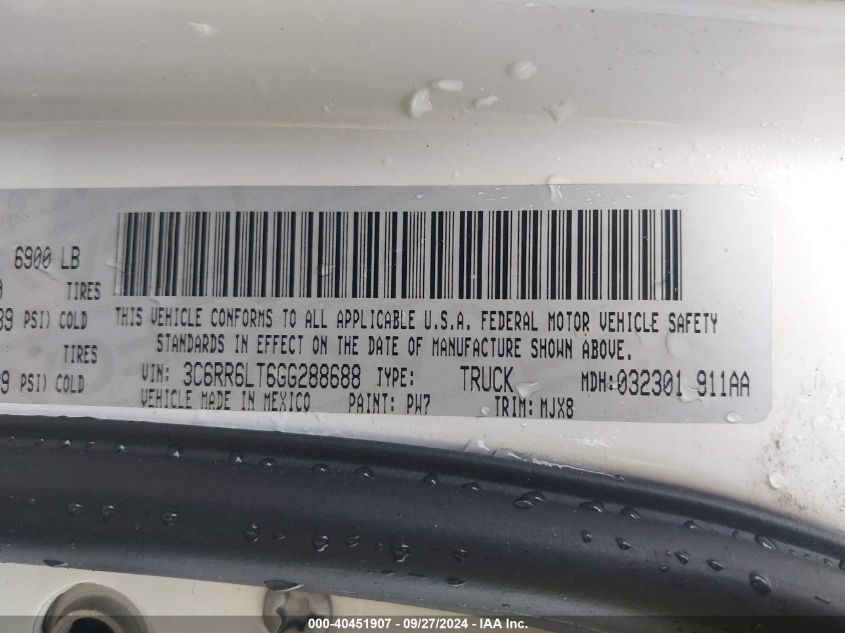 6900 LB
TIRES
THIS VEHICLE CONFORMS TO ALL APPLICABLE U.S.A. FEDERAL MOTOR VEHICLE SAFETY
89 PSI) COLD
STANDARDS IN EFFECT ON THE DATE OF MANUFACTURE SHOWN ABOVE.
TIRES
VIN: 3C6RR6LT6GG288688 TYPE: TRUCK MDH:032301 911AA
9 PSI) COLD
VEHICLE MADE IN MEXICO PAINT: PW7 TRIM: MJX8
000-40451907 - 09/27/2024 - IAA Inc.